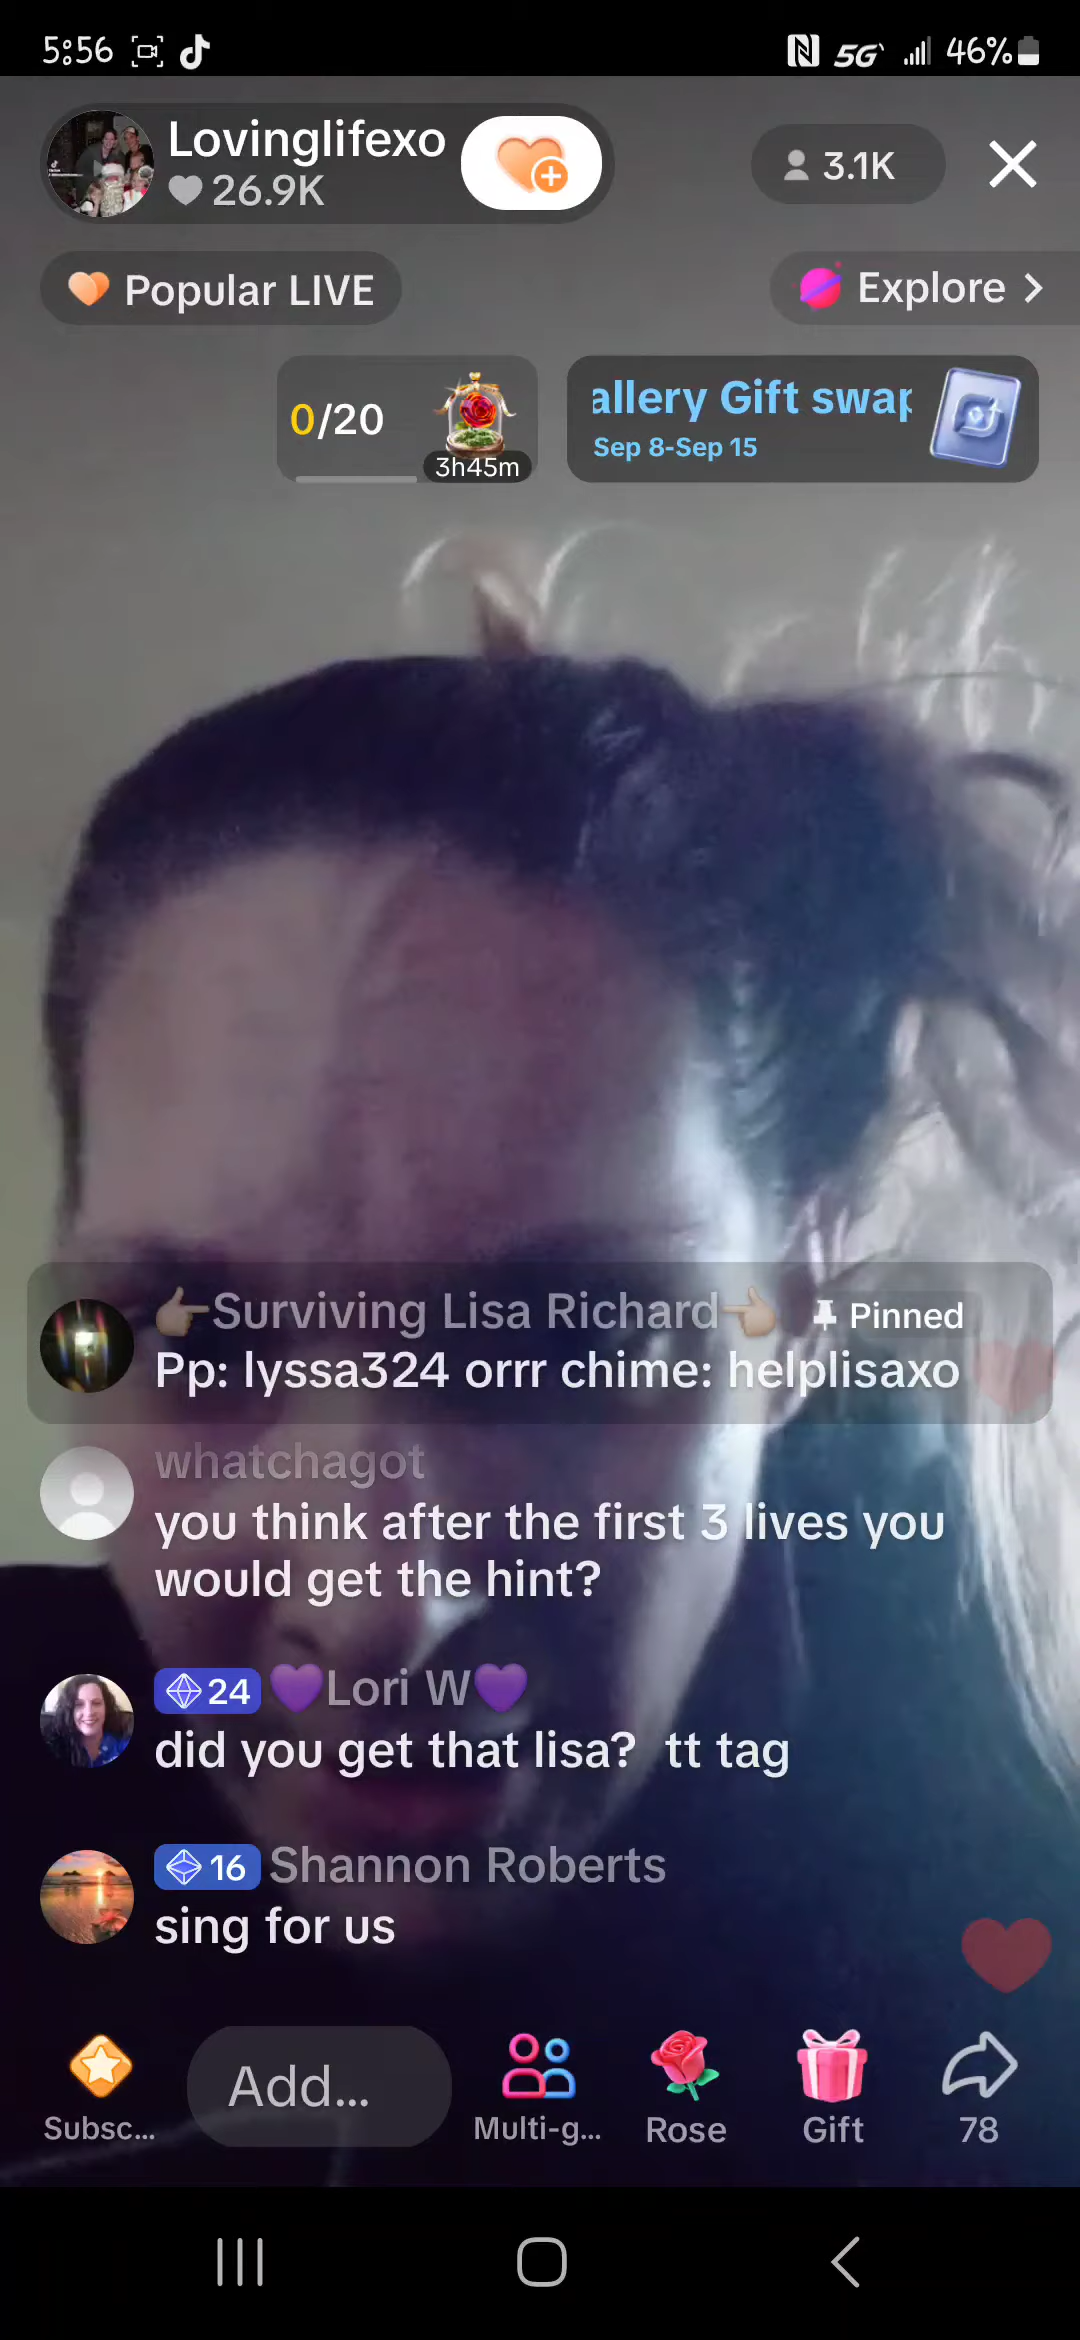 5:56 5G 46%
Lovinglifexo
26.9K
3.1K
Popular LIVE
Explore
0/20
3h45m
allery Gift swap
Sep 8-Sep 15
👉🏼Surviving Lisa Richard👈🏼 Pinned
Pp: lyssa324 orrr chime: helplisaxo
whatchagot
you think after the first 3 lives you
would get the hint?
24 💜Lori W💜
did you get that lisa? tt tag
16 Shannon Roberts
sing for us
Add...
Subsc... Multi-g... Rose Gift 78